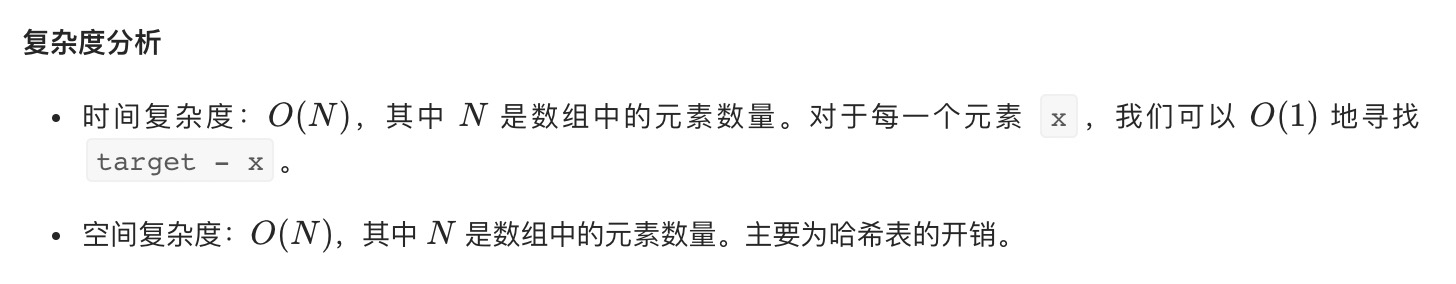 复杂度分析
• 时间复杂度：O(N)，其中 N 是数组中的元素数量。对于每一个元素 x ，我们可以 O(1) 地寻找
target - x 。
• 空间复杂度：O(N)，其中 N 是数组中的元素数量。主要为哈希表的开销。